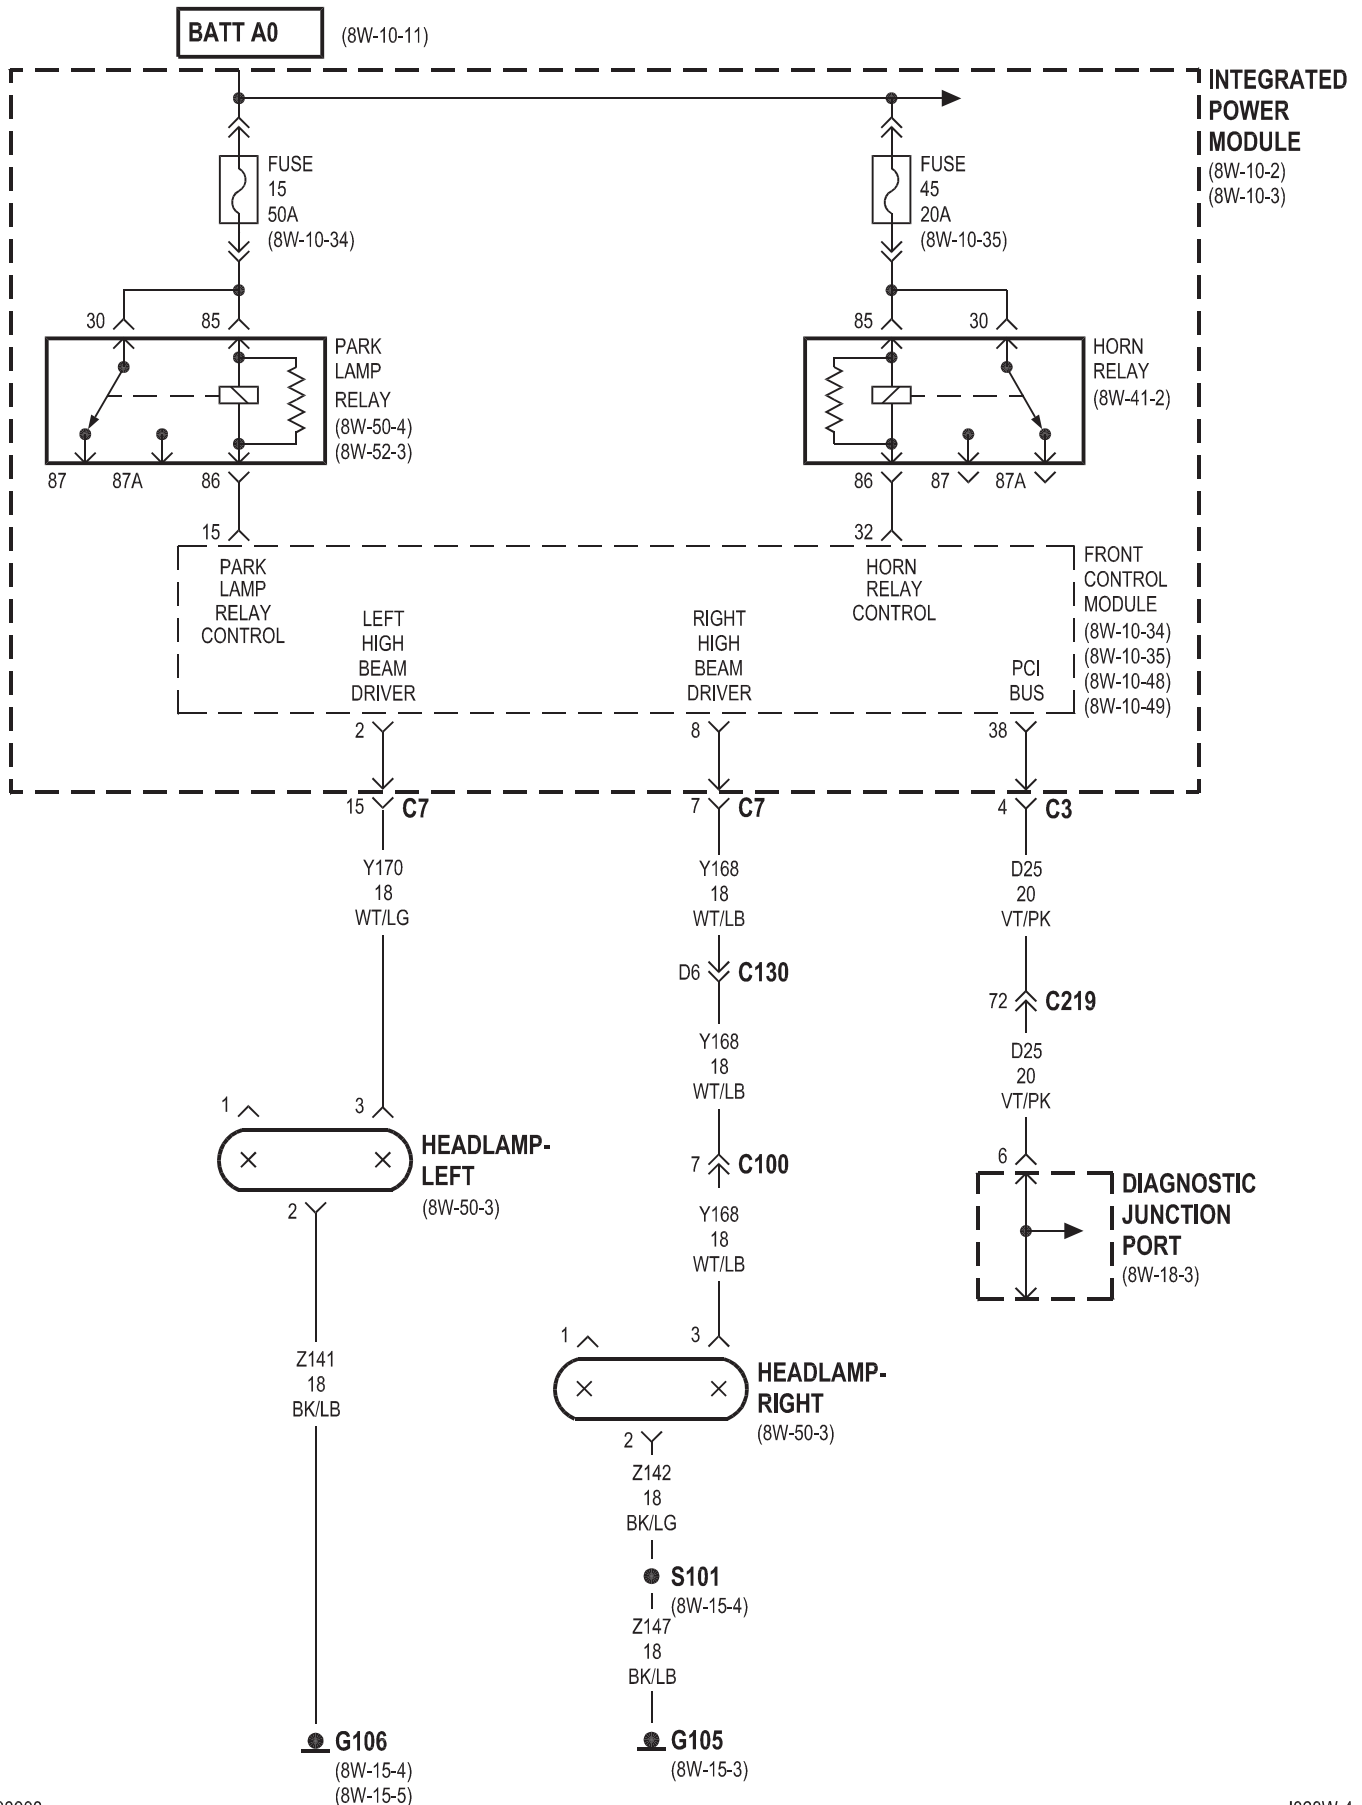 BATT A0
(8W-10-11)
INTEGRATED
POWER
MODULE
(8W-10-2)
(8W-10-3)
FUSE
15
50A
(8W-10-34)
FUSE
45
20A
(8W-10-35)
30
85
PARK
LAMP
RELAY
(8W-50-4)
(8W-52-3)
87
87A
86
85
30
HORN
RELAY
(8W-41-2)
86
87
87A
15
32
PARK
LAMP
RELAY
CONTROL
LEFT
HIGH
BEAM
DRIVER
RIGHT
HIGH
BEAM
DRIVER
HORN
RELAY
CONTROL
PCI
BUS
FRONT
CONTROL
MODULE
(8W-10-34)
(8W-10-35)
(8W-10-48)
(8W-10-49)
2
8
38
15
C7
7
C7
4
C3
Y170
18
WT/LG
Y168
18
WT/LB
D25
20
VT/PK
D6
C130
72
C219
Y168
18
WT/LB
D25
20
VT/PK
1
3
HEADLAMP-
LEFT
(8W-50-3)
2
7
C100
6
DIAGNOSTIC
JUNCTION
PORT
(8W-18-3)
Y168
18
WT/LB
1
3
HEADLAMP-
RIGHT
(8W-50-3)
2
Z141
18
BK/LB
Z142
18
BK/LG
S101
(8W-15-4)
Z147
18
BK/LB
G106
(8W-15-4)
(8W-15-5)
G105
(8W-15-3)